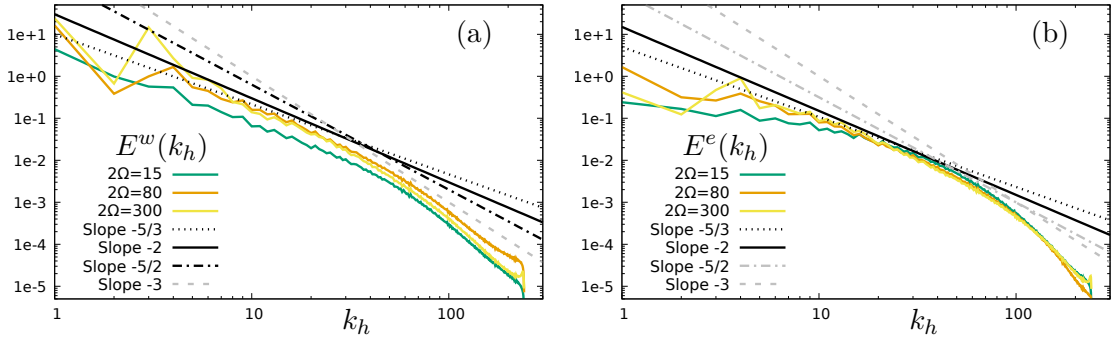 (a)
1e+1
1e+0
1e-1
1e-2
1e-3
1e-4
1e-5
E^w(k_h)
2Ω=15
2Ω=80
2Ω=300
Slope -5/3
Slope -2
Slope -5/2
Slope -3
1 10 100
k_h
(b)
1e+1
1e+0
1e-1
1e-2
1e-3
1e-4
1e-5
E^e(k_h)
2Ω=15
2Ω=80
2Ω=300
Slope -5/3
Slope -2
Slope -5/2
Slope -3
1 10 100
k_h